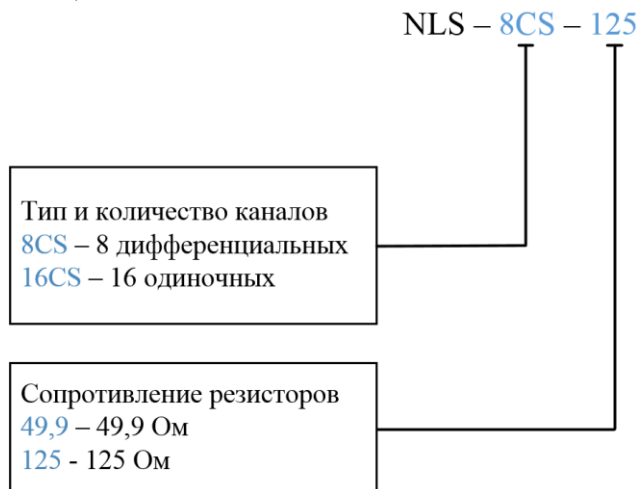 NLS – 8CS – 125
Тип и количество каналов
8CS – 8 дифференциальных
16CS – 16 одиночных
Сопротивление резисторов
49,9 – 49,9 Ом
125 - 125 Ом